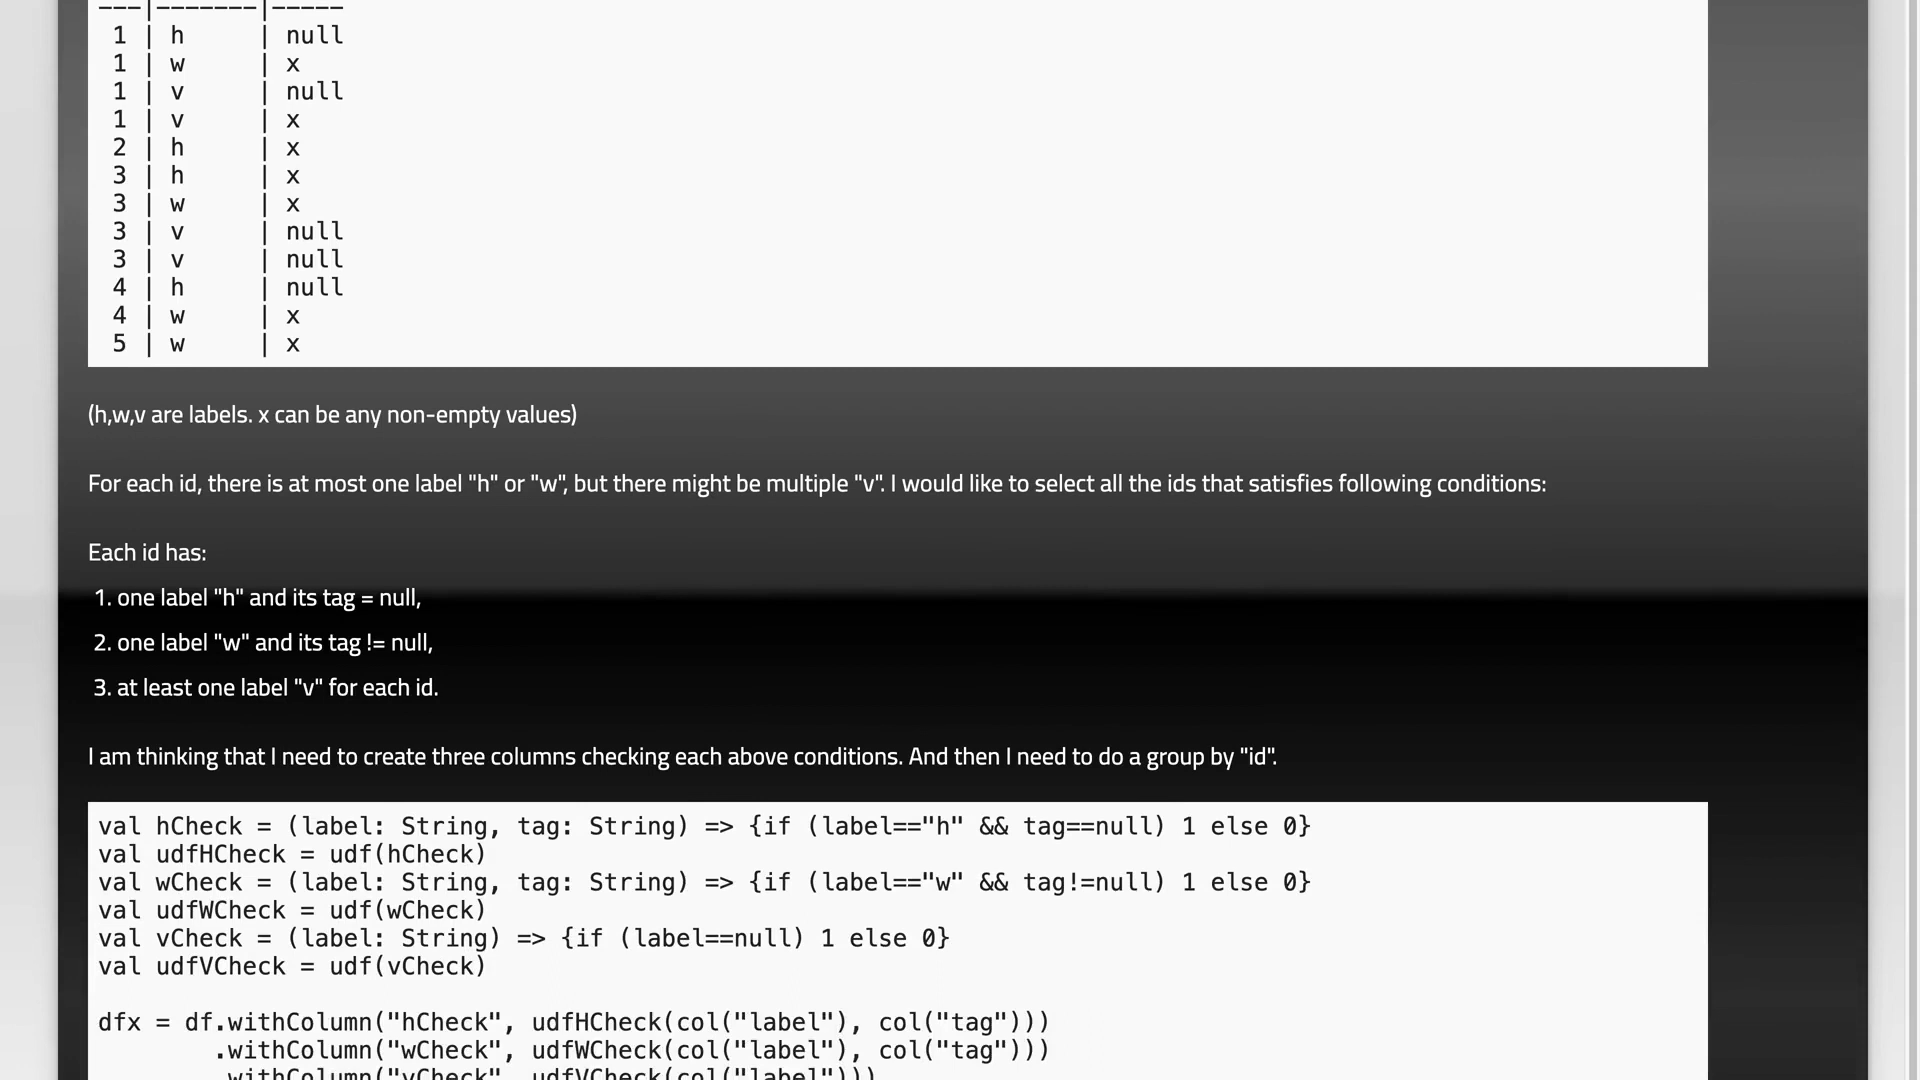 ---|-------|-----
1 | h | null
1 | w | x
1 | v | null
1 | v | x
2 | h | x
3 | h | x
3 | w | x
3 | v | null
3 | v | null
4 | h | null
4 | w | x
5 | w | x
(h,w,v are labels. x can be any non-empty values)
For each id, there is at most one label "h" or "w", but there might be multiple "v". I would like to select all the ids that satisfies following conditions:
Each id has:
1. one label "h" and its tag = null,
2. one label "w" and its tag != null,
3. at least one label "v" for each id.
I am thinking that I need to create three columns checking each above conditions. And then I need to do a group by "id".
val hCheck = (label: String, tag: String) => {if (label=="h" && tag==null) 1 else 0}
val udfHCheck = udf(hCheck)
val wCheck = (label: String, tag: String) => {if (label=="w" && tag!=null) 1 else 0}
val udfWCheck = udf(wCheck)
val vCheck = (label: String) => {if (label==null) 1 else 0}
val udfVCheck = udf(vCheck)
dfx = df.withColumn("hCheck", udfHCheck(col("label"), col("tag")))
.withColumn("wCheck", udfWCheck(col("label"), col("tag")))
.withColumn("vCheck", udfVCheck(col("label")))